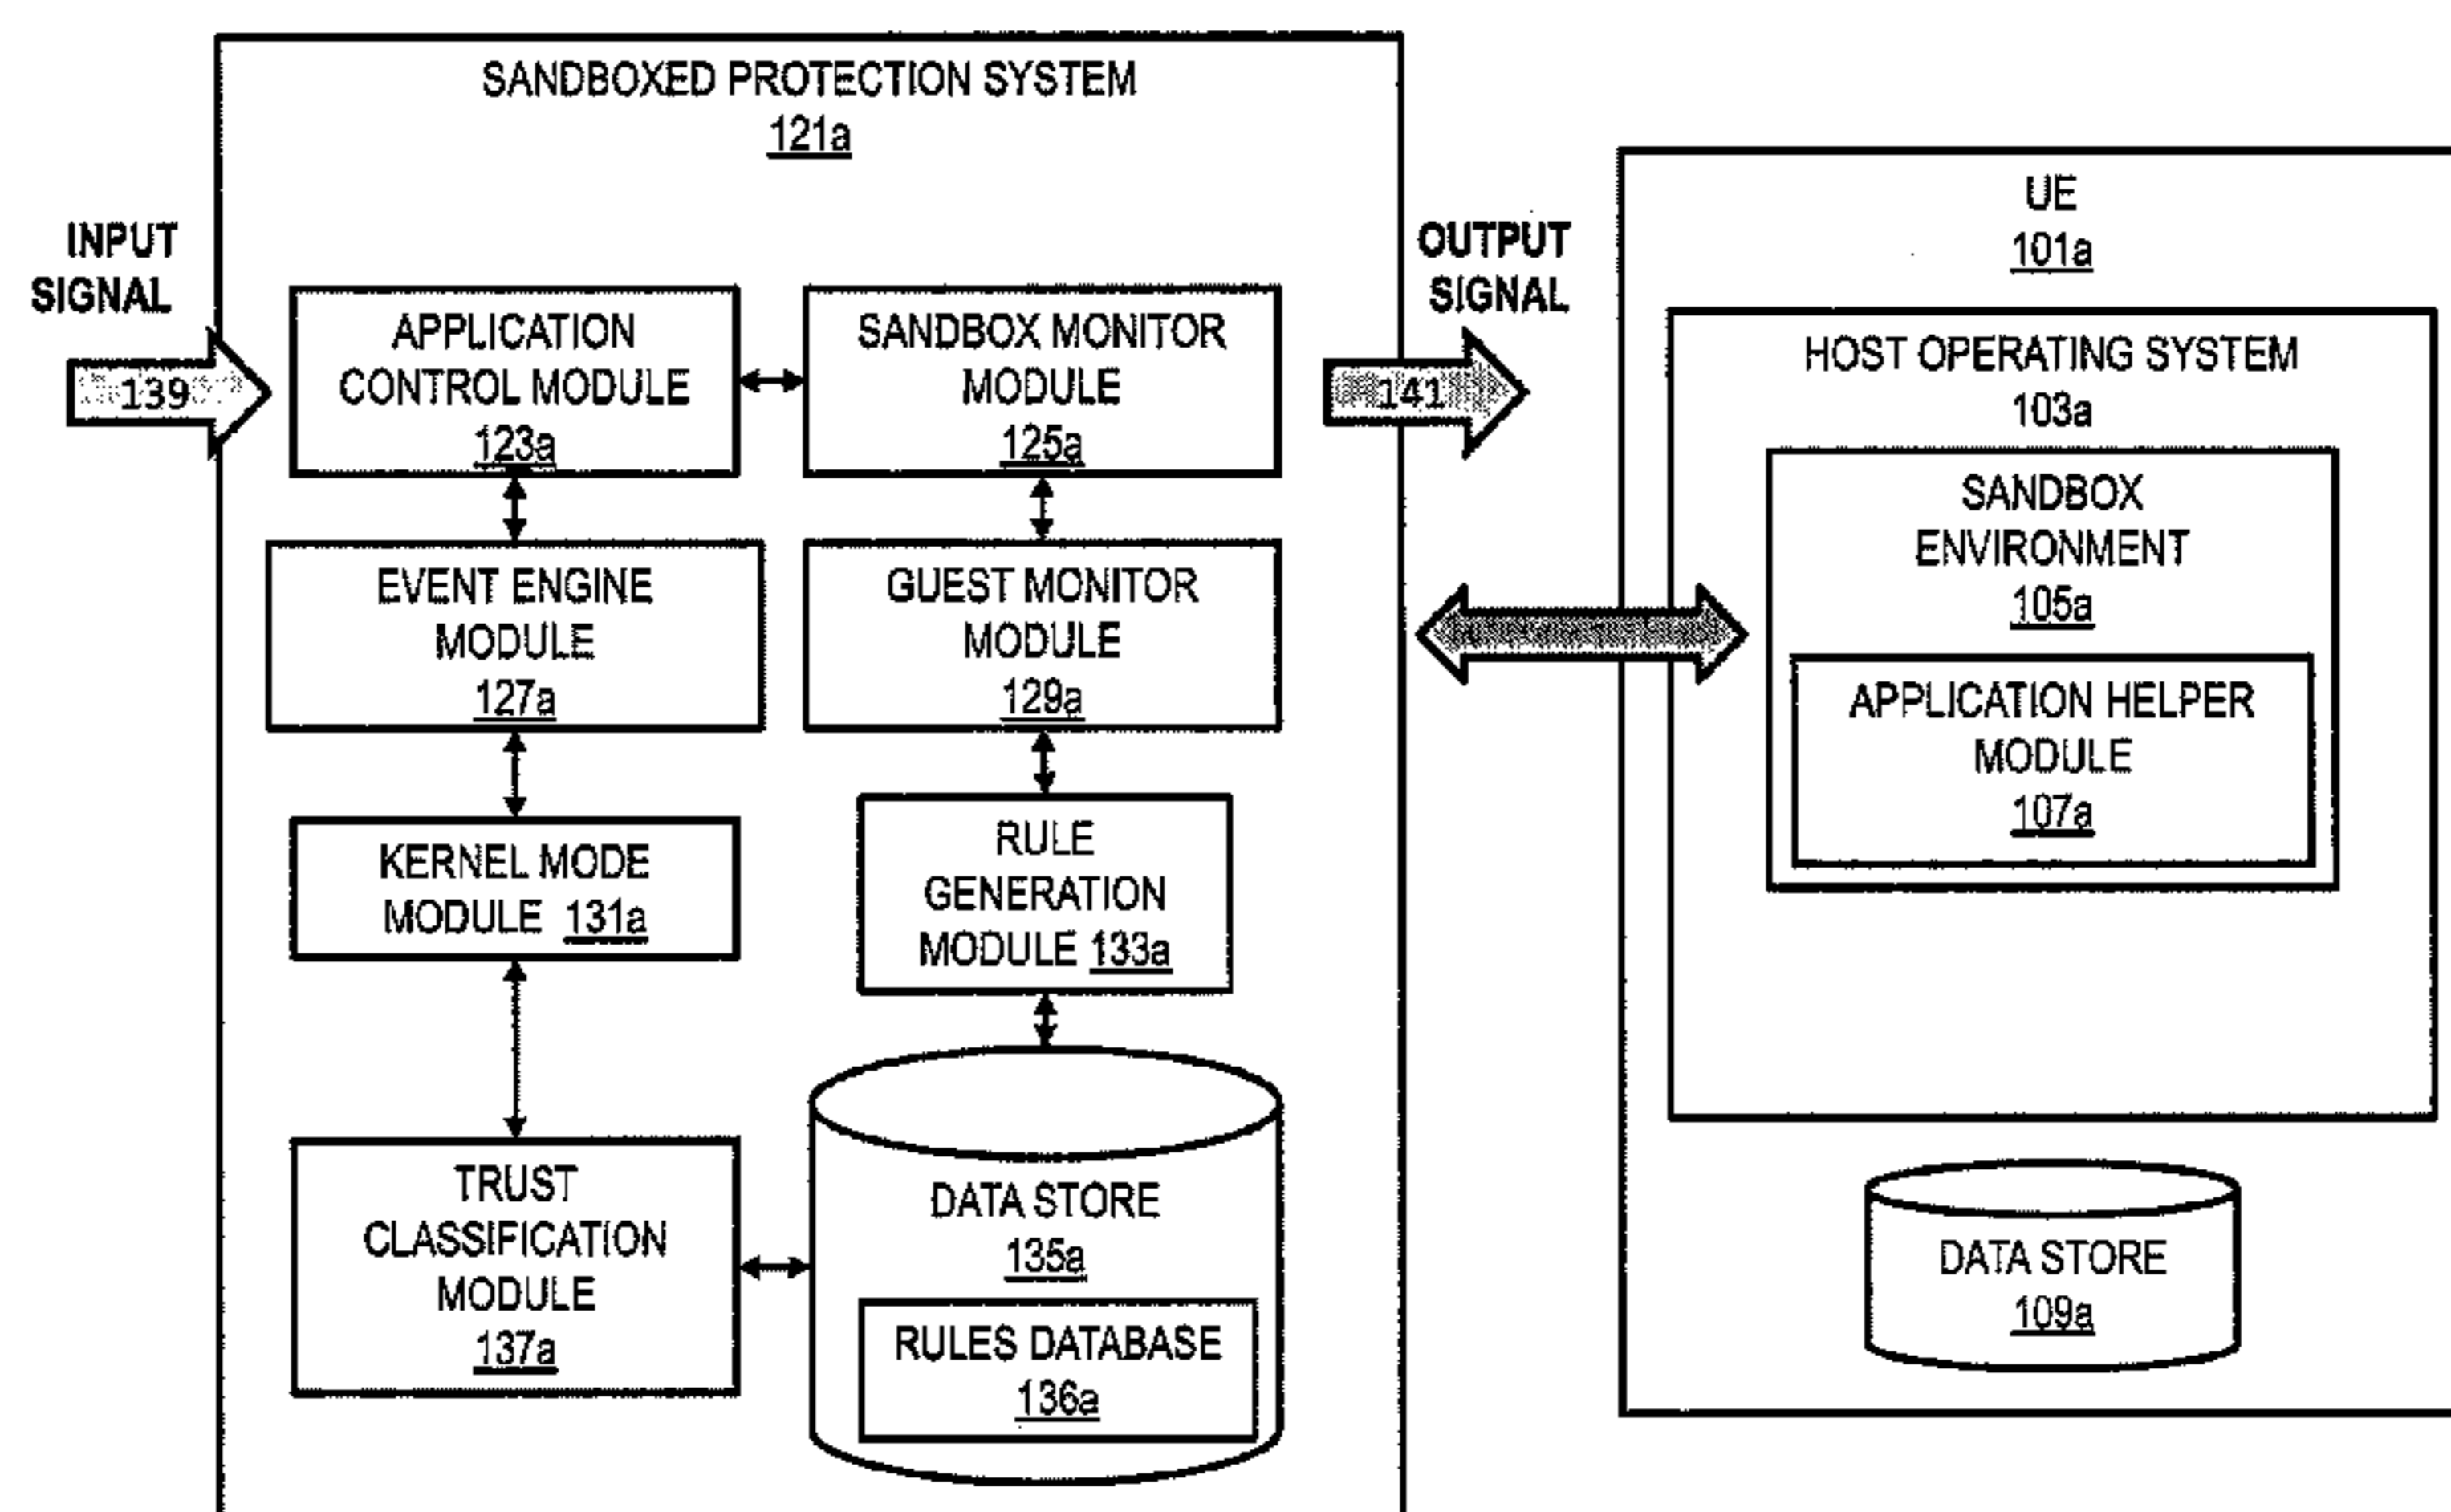 SANDBOXED PROTECTION SYSTEM
121a
INPUT
SIGNAL
139
APPLICATION
CONTROL MODULE
123a
SANDBOX MONITOR
MODULE
125a
EVENT ENGINE
MODULE
127a
GUEST MONITOR
MODULE
129a
KERNEL MODE
MODULE 131a
RULE
GENERATION
MODULE 133a
TRUST
CLASSIFICATION
MODULE
137a
DATA STORE
135a
RULES DATABASE
136a
OUTPUT
SIGNAL
141
UE
101a
HOST OPERATING SYSTEM
103a
SANDBOX
ENVIRONMENT
105a
APPLICATION HELPER
MODULE
107a
DATA STORE
109a